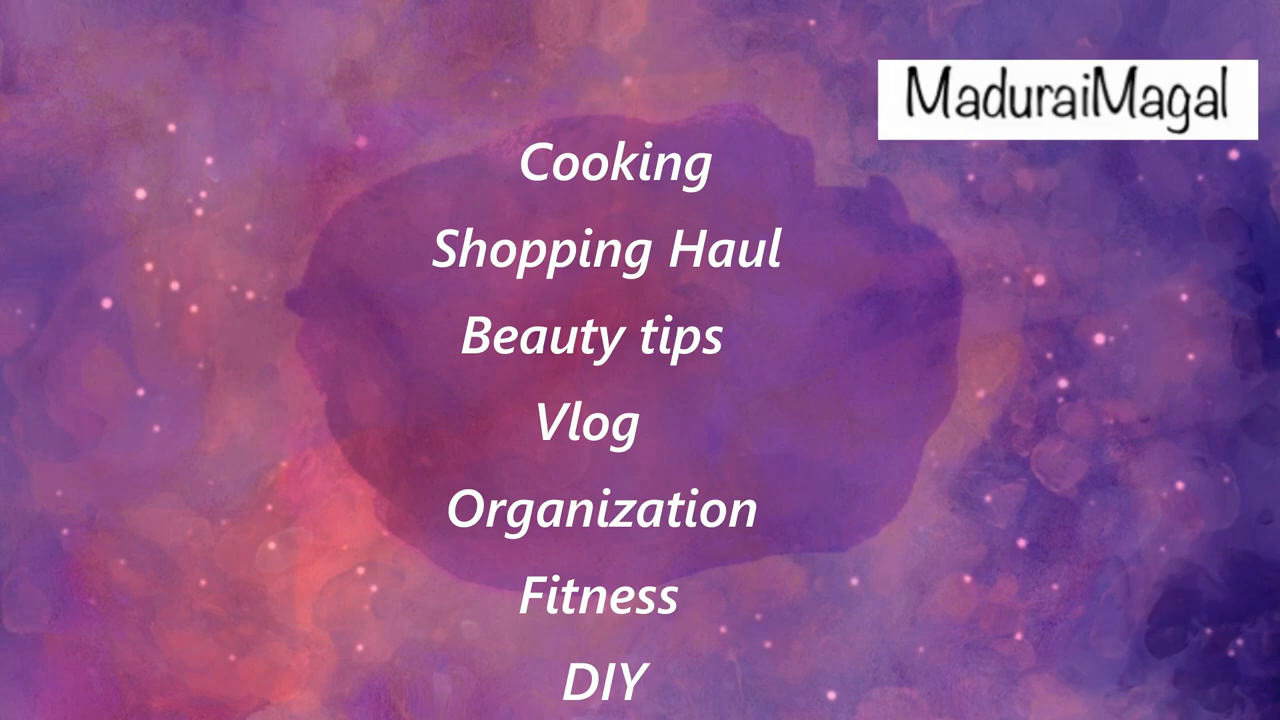 MaduraiMagal
Cooking
Shopping Haul
Beauty tips
Vlog
Organization
Fitness
DIY